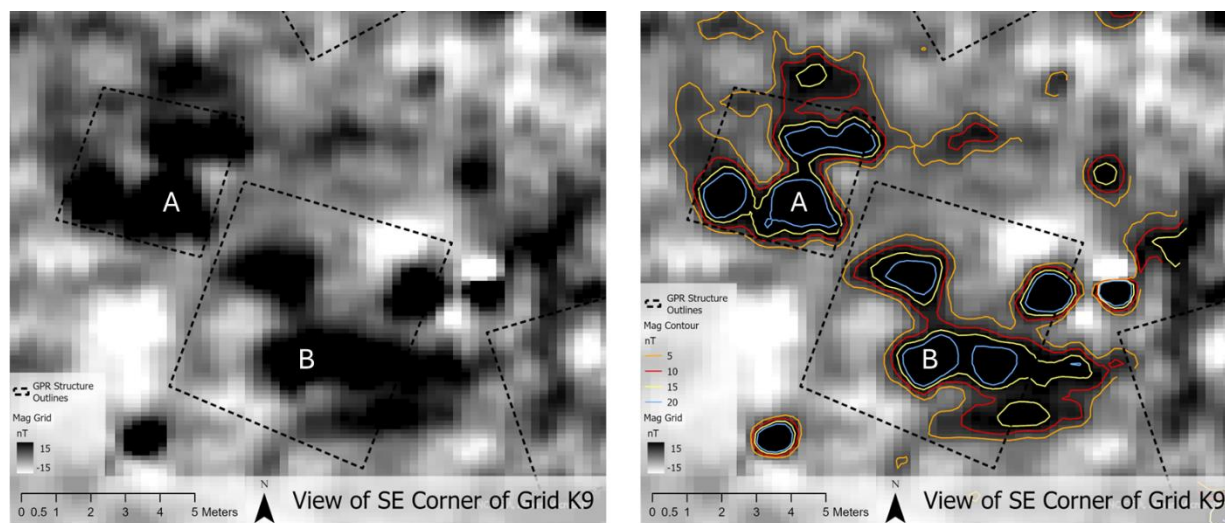 A
B
GPR Structure
Outlines
Mag Grid
nT
15
-15
N
0 0.5 1 2 3 4 5 Meters
View of SE Corner of Grid K9
A
B
GPR Structure
Outlines
Mag Contour
nT
5
10
15
20
Mag Grid
nT
15
-15
N
0 0.5 1 2 3 4 5 Meters
View of SE Corner of Grid K9